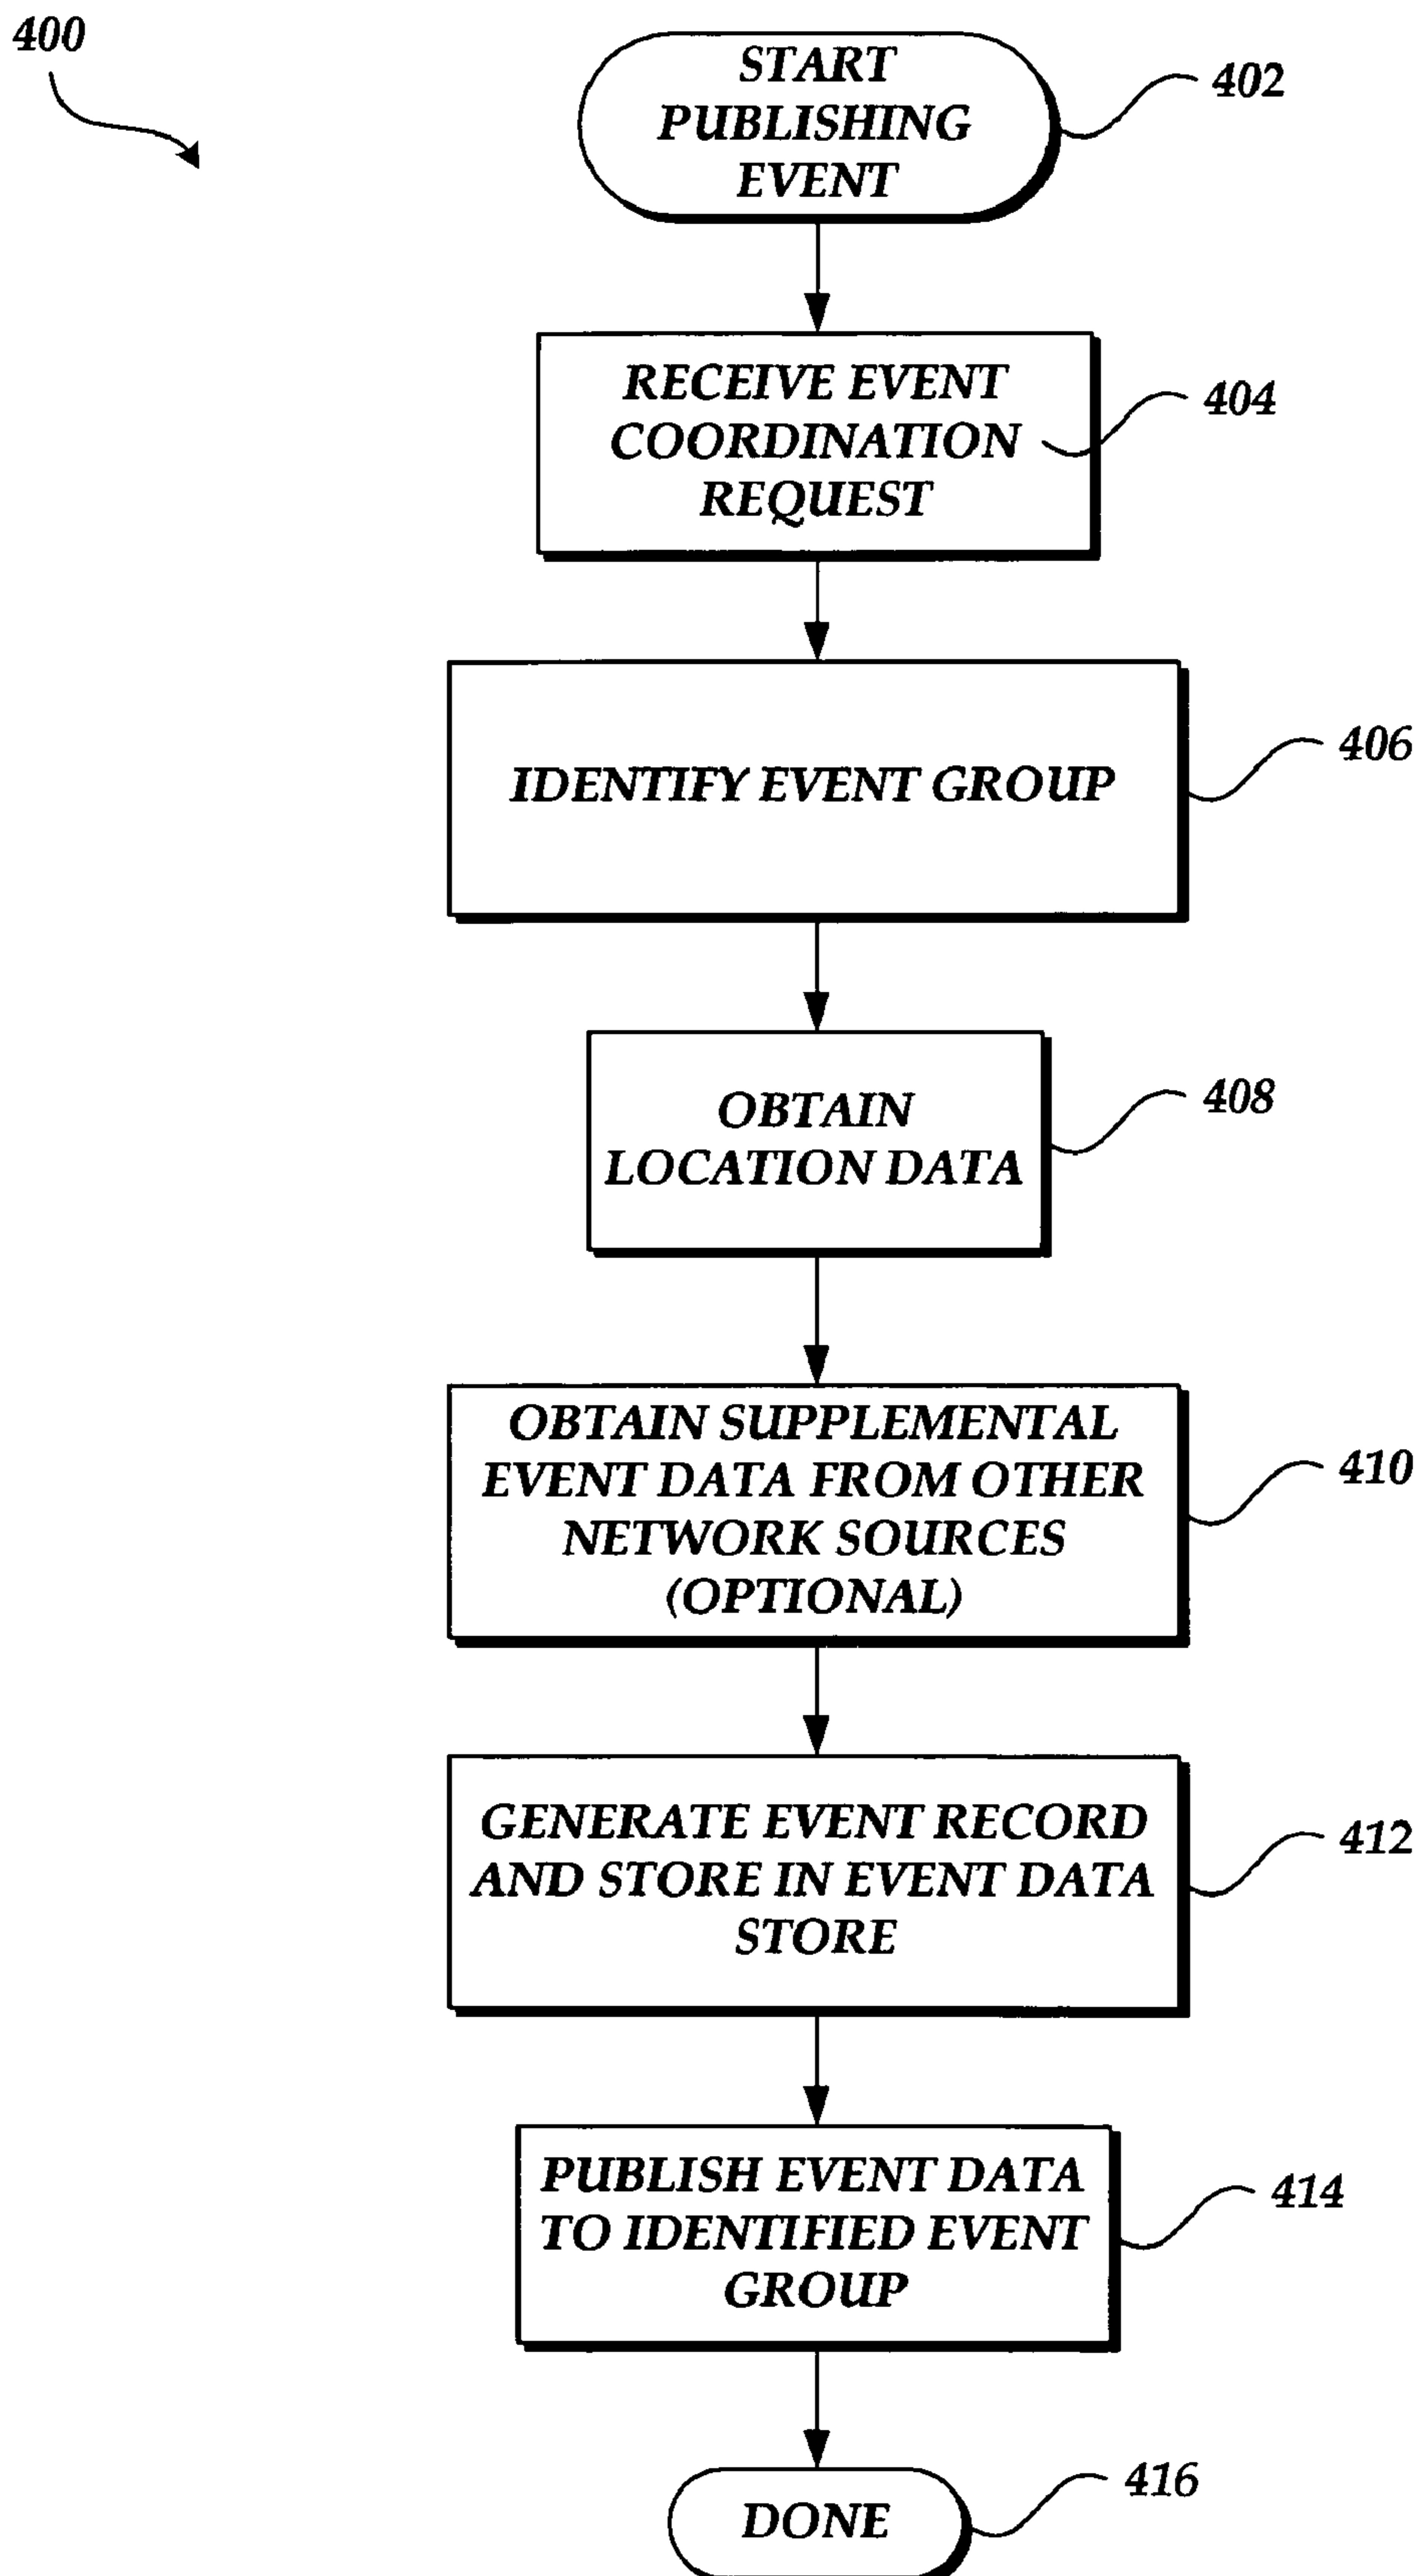 400
START
PUBLISHING
EVENT
402
RECEIVE EVENT
COORDINATION
REQUEST
404
IDENTIFY EVENT GROUP
406
OBTAIN
LOCATION DATA
408
OBTAIN SUPPLEMENTAL
EVENT DATA FROM OTHER
NETWORK SOURCES
(OPTIONAL)
410
GENERATE EVENT RECORD
AND STORE IN EVENT DATA
STORE
412
PUBLISH EVENT DATA
TO IDENTIFIED EVENT
GROUP
414
DONE
416